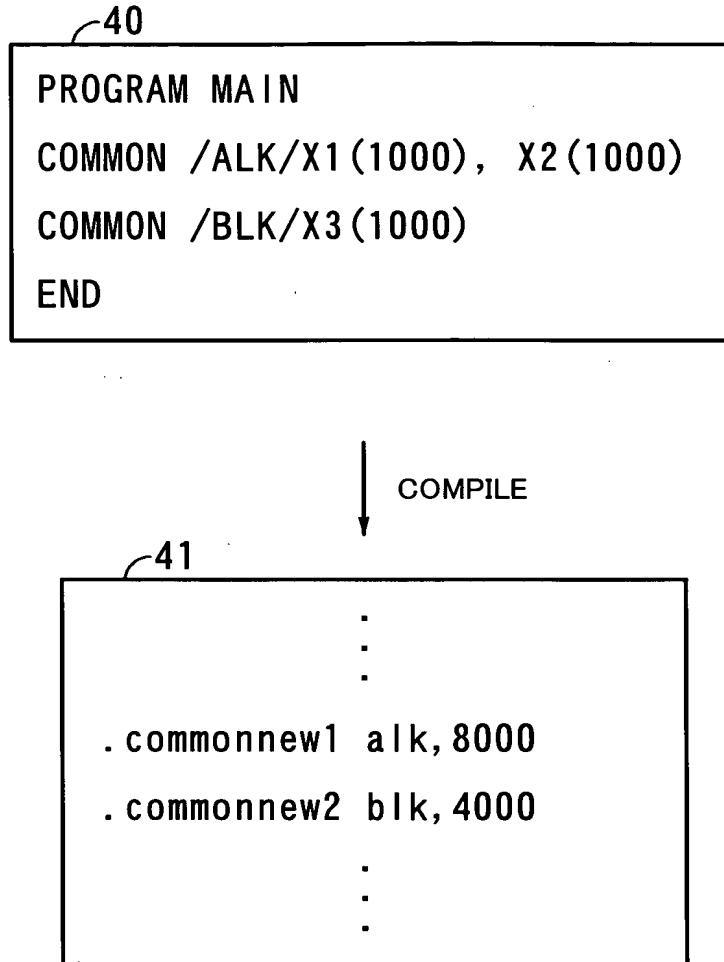 40
PROGRAM MAIN
COMMON /ALK/X1(1000), X2(1000)
COMMON /BLK/X3(1000)
END
COMPILE
41
.commonnew1 alk,8000
.commonnew2 blk,4000